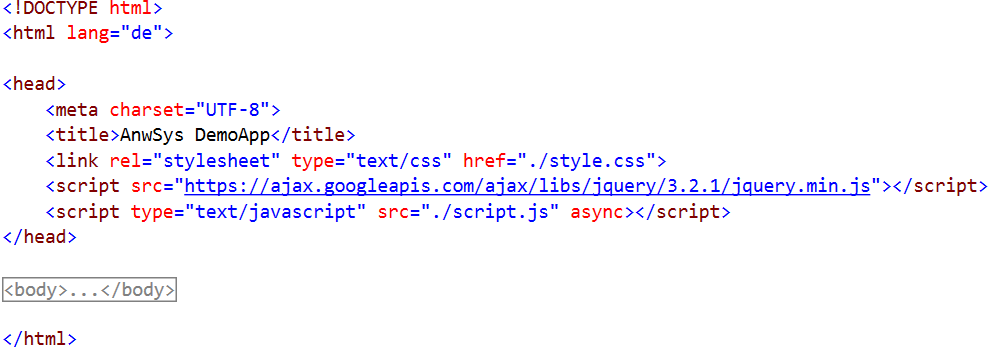 <!DOCTYPE html>
<html lang="de">
<head>
<meta charset="UTF-8">
<title>AnwSys DemoApp</title>
<link rel="stylesheet" type="text/css" href="./style.css">
<script src="https://ajax.googleapis.com/ajax/libs/jquery/3.2.1/jquery.min.js"></script>
<script type="text/javascript" src="./script.js" async></script>
</head>
<body>...</body>
</html>